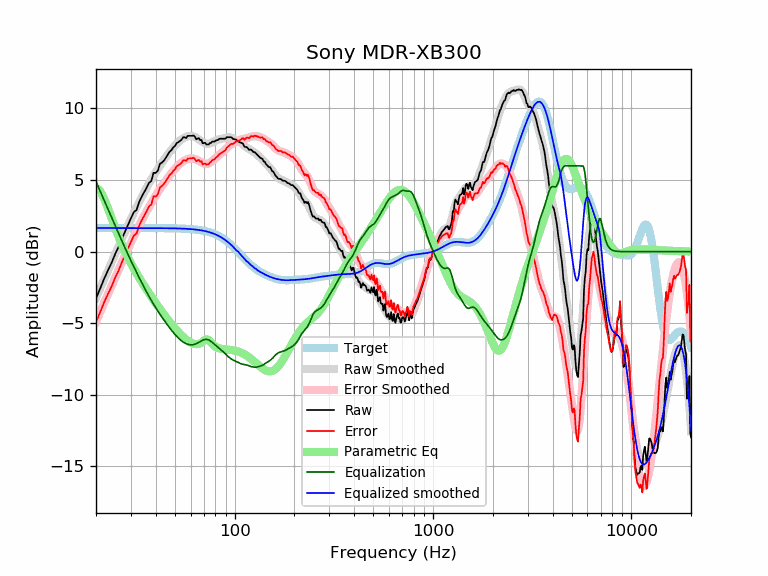 Sony MDR-XB300
Amplitude (dBr)
10
5
0
−5
−10
−15
Target
Raw Smoothed
Error Smoothed
Raw
Error
Parametric Eq
Equalization
Equalized smoothed
100
1000
10000
Frequency (Hz)